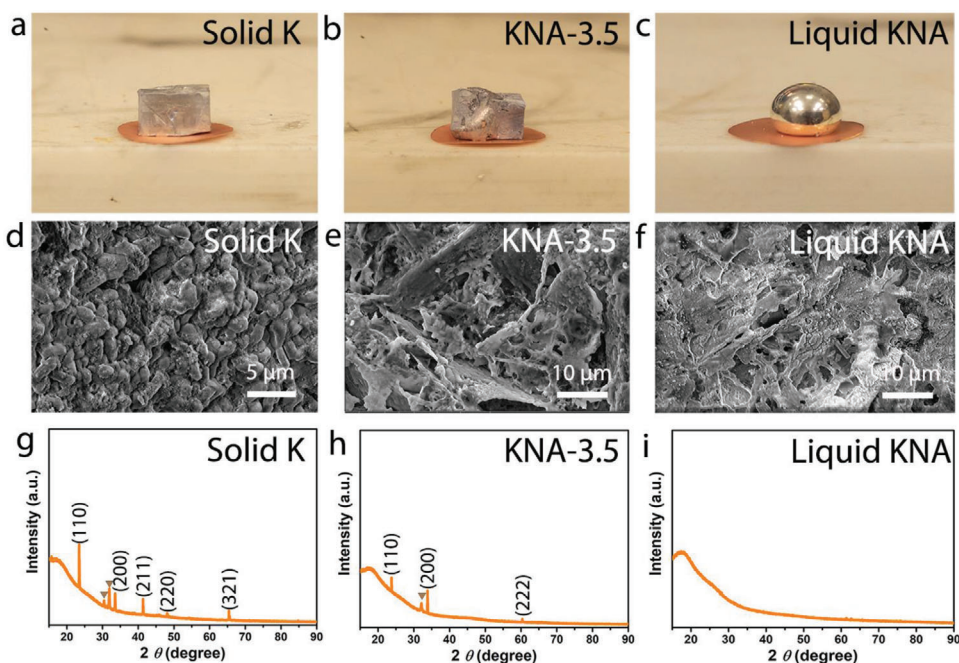 a Solid K
b KNA-3.5
c Liquid KNA
d Solid K
5 µm
e KNA-3.5
10 µm
f Liquid KNA
10 µm
g Solid K
Intensity (a.u.)
(110)
(200)
(211)
(220)
(321)
20 30 40 50 60 70 80 90
2 θ (degree)
h KNA-3.5
Intensity (a.u.)
(110)
(200)
(222)
20 30 40 50 60 70 80 90
2 θ (degree)
i Liquid KNA
Intensity (a.u.)
20 30 40 50 60 70 80 90
2 θ (degree)